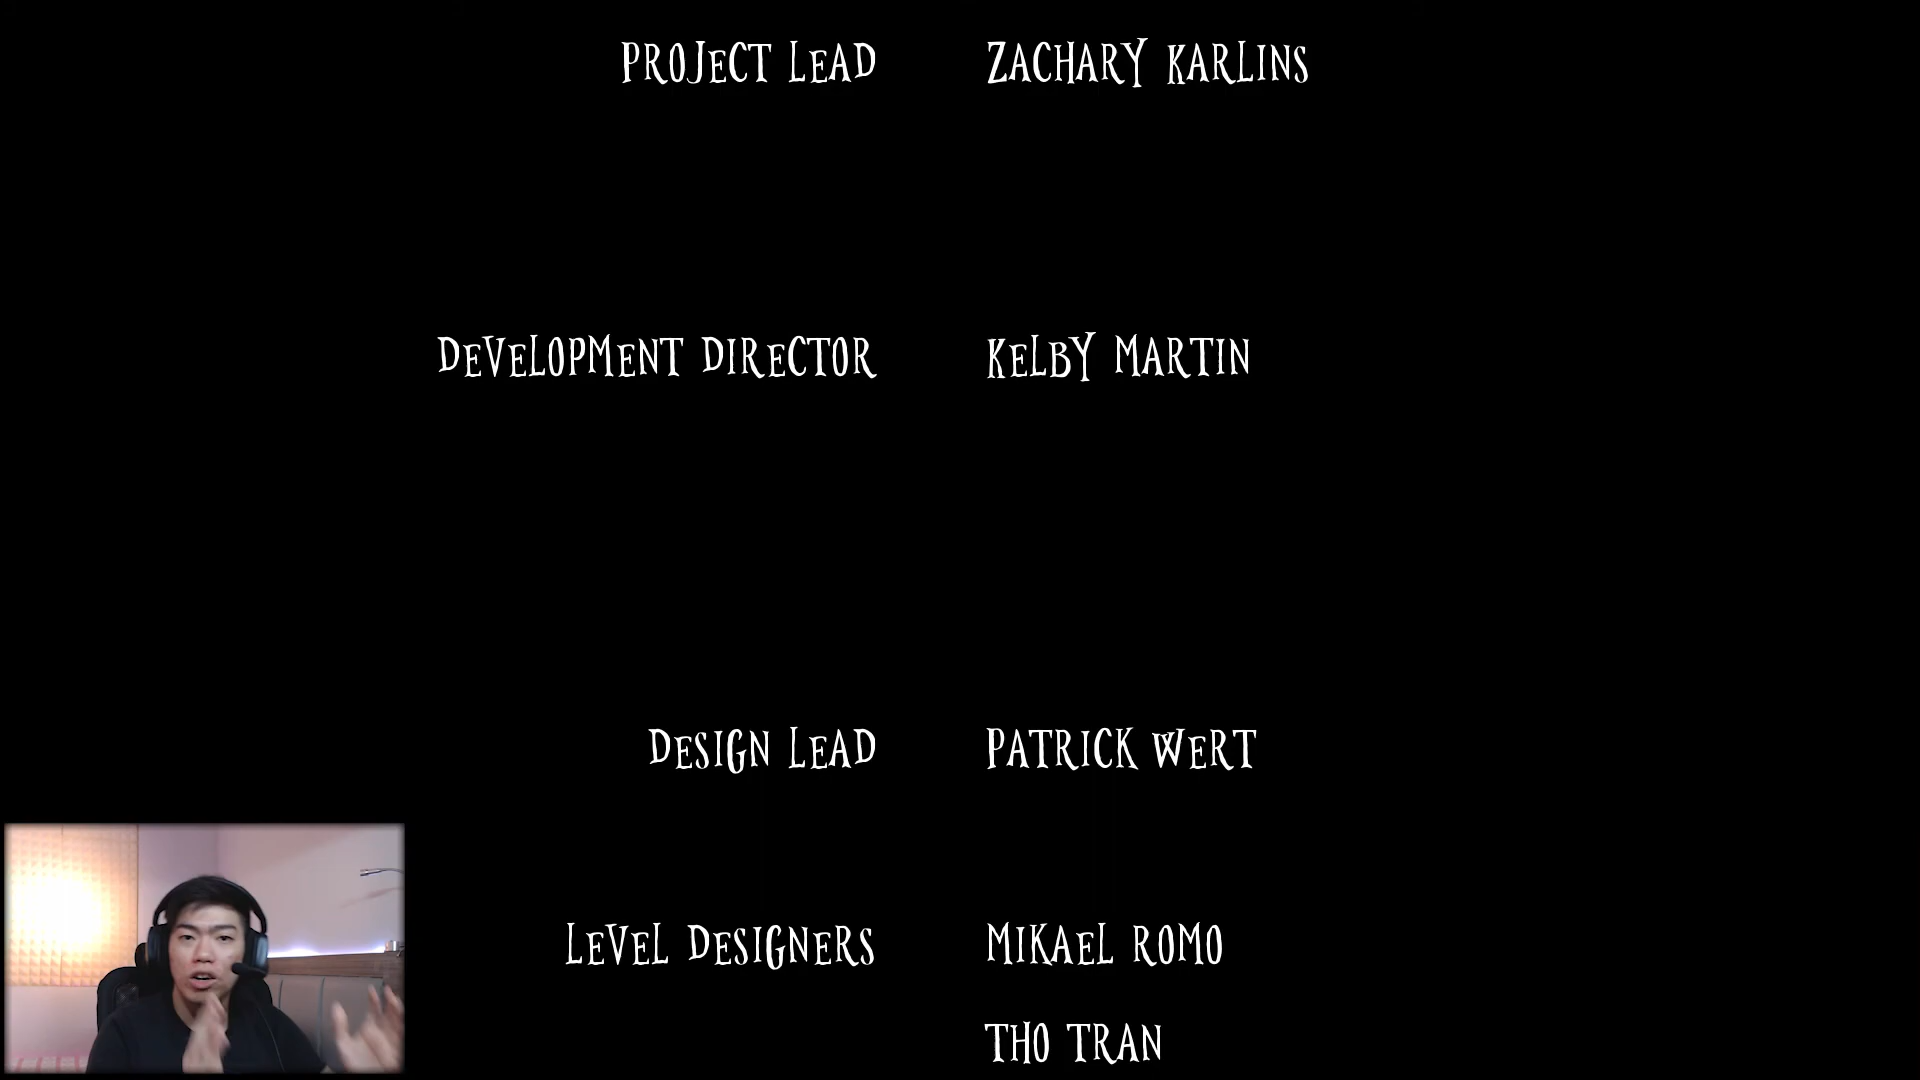 PROJECT LEAD ZACHARY KARLINS
DEVELOPMENT DIRECTOR KELBY MARTIN
DESIGN LEAD PATRICK WERT
LEVEL DESIGNERS MIKAEL ROMO
THO TRAN